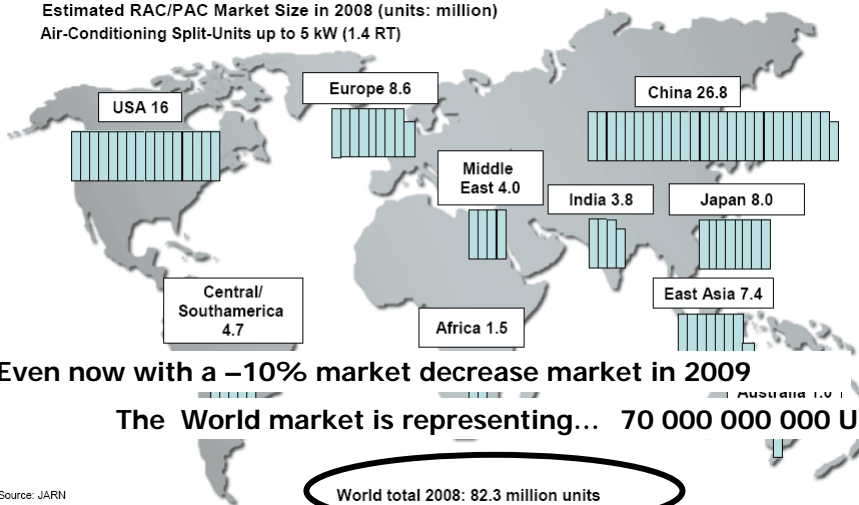 Estimated RAC/PAC Market Size in 2008 (units: million)
Air-Conditioning Split-Units up to 5 kW (1.4 RT)
Europe 8.6
China 26.8
USA 16
Middle
East 4.0
India 3.8
Japan 8.0
Central/
Southamerica
4.7
East Asia 7.4
Africa 1.5
Even now with a –10% market decrease market in 2009
Australia 1.0
The World market is representing... 70 000 000 000 U
World total 2008: 82.3 million units
Source: JARN